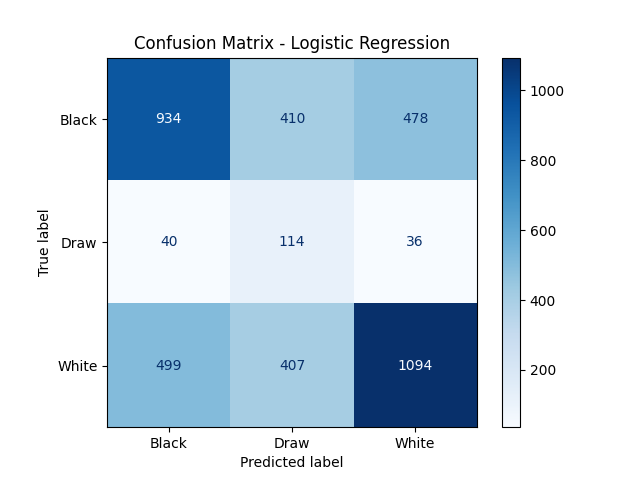 Confusion Matrix - Logistic Regression
True label
Black 934 410 478
Draw 40 114 36
White 499 407 1094
Black Draw White
Predicted label
1000
800
600
400
200